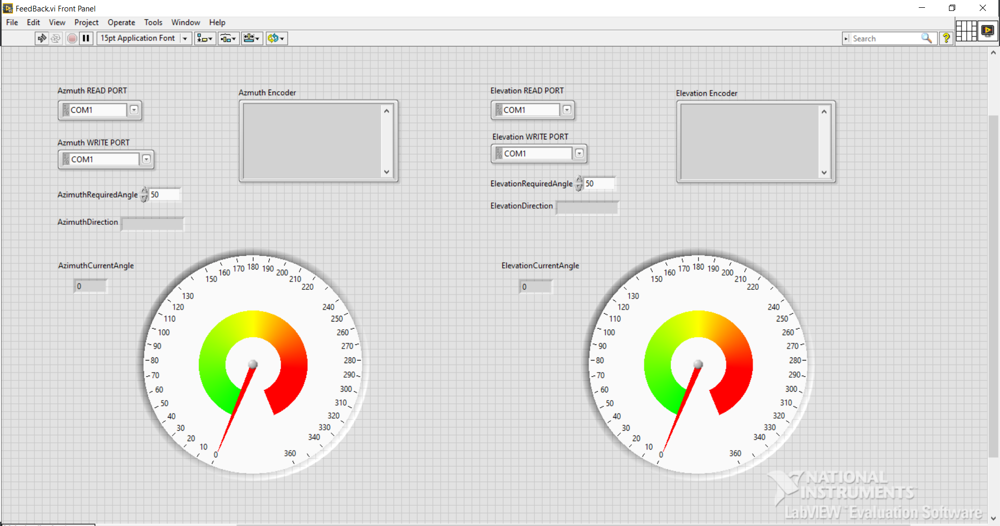 FeedBack.vi Front Panel
File Edit View Project Operate Tools Window Help
15pt Application Font
Search
Azmuth READ PORT
COM1
Azmuth WRITE PORT
COM1
AzimuthRequiredAngle 50
AzimuthDirection
Azmuth Encoder
Elevation READ PORT
COM1
Elevation WRITE PORT
COM1
ElevationRequiredAngle 50
ElevationDirection
Elevation Encoder
AzimuthCurrentAngle
0
0 10 20 30 40 50 60 70 80 90 100 110 120 130 150 160 170 180 190 200 210 220 240 250 260 270 280 290 300 310 320 330 340 360
ElevationCurrentAngle
0
0 10 20 30 40 50 60 70 80 90 100 110 120 130 150 160 170 180 190 200 210 220 240 250 260 270 280 290 300 310 320 330 340 360
NATIONAL
INSTRUMENTS
LabVIEW™ Evaluation Software